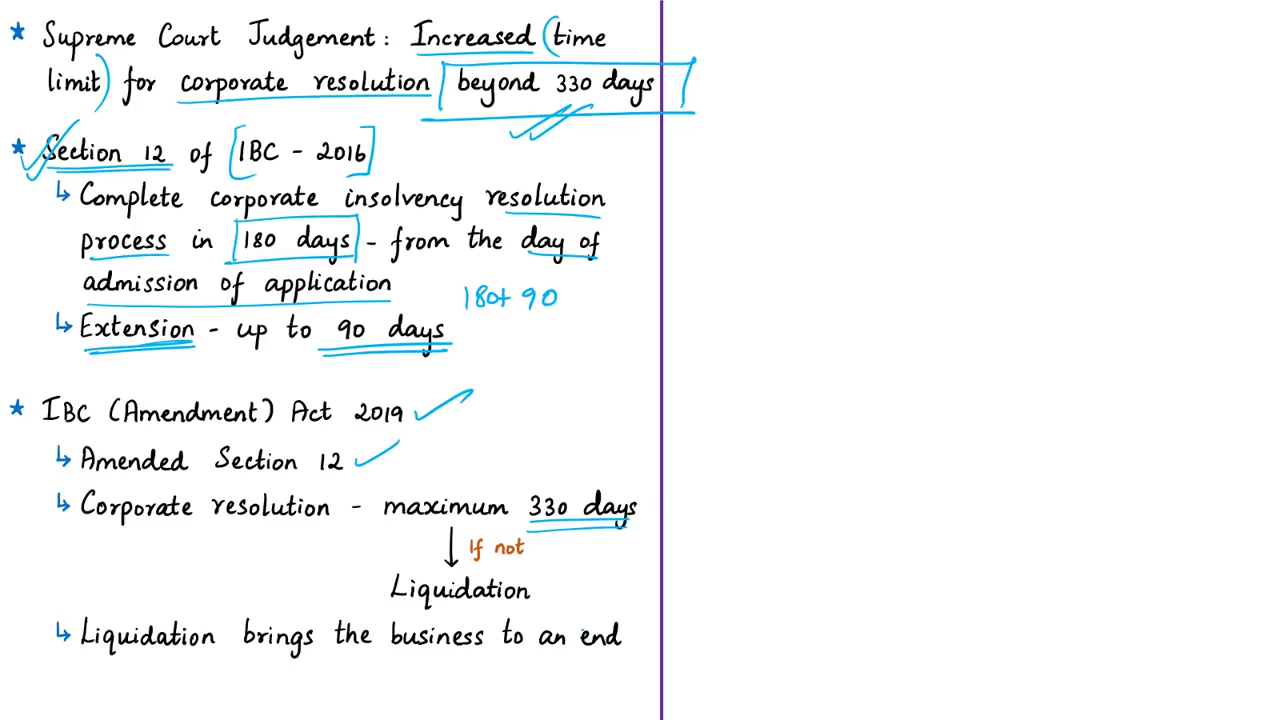 ★ Supreme Court Judgement: Increased (time
limit) for corporate resolution beyond 330 days
★ Section 12 of [IBC - 2016]
↳ Complete corporate insolvency resolution
process in 180 days - from the day of
admission of application
180+ 90
↳ Extension - up to 90 days
★ IBC (Amendment) Act 2019
↳ Amended Section 12
↳ Corporate resolution - maximum 330 days
↓ If not
Liquidation
↳ Liquidation brings the business to an end